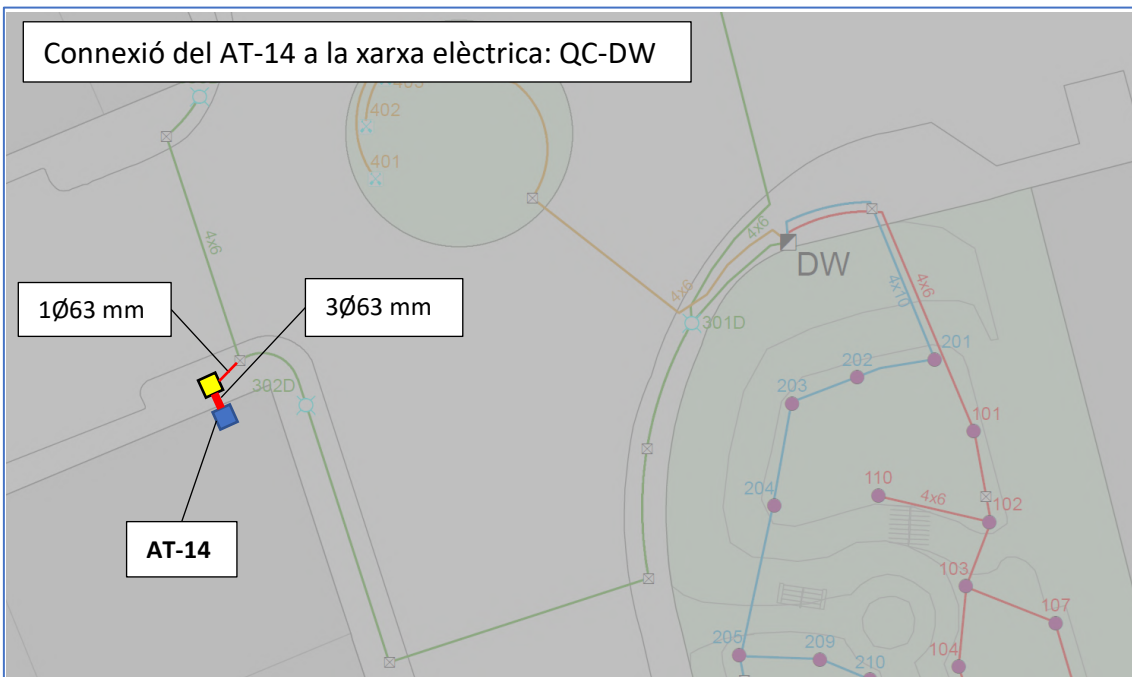 Connexió del AT-14 a la xarxa elèctrica: QC-DW
402
401
4x6
4x6
4x6
DW
4x6
4x10
301D
1Ø63 mm
3Ø63 mm
302D
201
202
203
101
204
110
4x6
102
103
107
AT-14
205
209
210
104